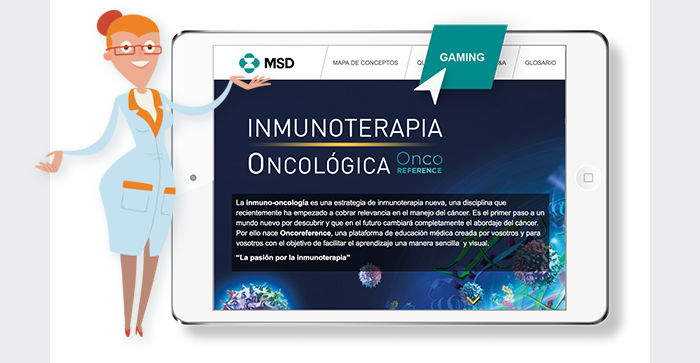 MSD
MAPA DE CONCEPTOS
GAMING
GLOSARIO
INMUNOTERAPIA
ONCOLÓGICA Onco
REFERENCE
La inmuno-oncología es una estrategia de inmunoterapia nueva, una disciplina que
recientemente ha empezado a cobrar relevancia en el manejo del cáncer. Es el primer paso a un
mundo nuevo por descubrir y que en el futuro cambiará completamente el abordaje del cáncer.
Por ello nace Oncoreference, una plataforma de educación médica creada por vosotros y para
vosotros con el objetivo de facilitar el aprendizaje una manera sencilla y visual.
“La pasión por la inmunoterapia”